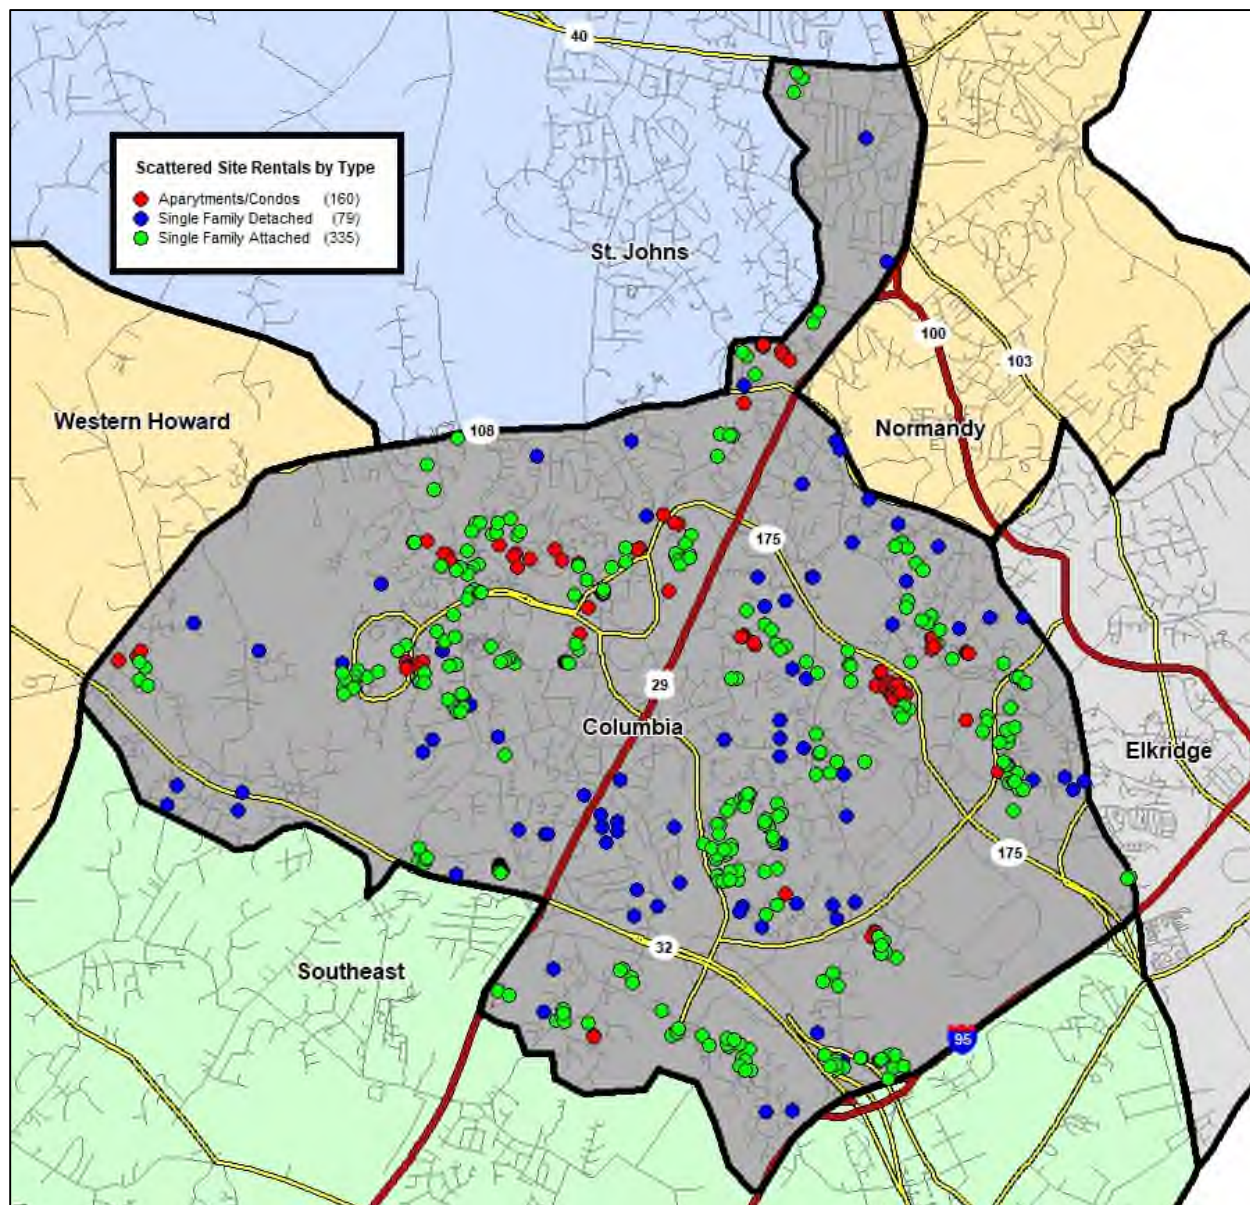 40
Scattered Site Rentals by Type
Aparytments/Condos (160)
Single Family Detached (79)
Single Family Attached (335)
St. Johns
100
103
Western Howard
108
Normandy
175
29
Columbia
Elkridge
175
32
Southeast
95